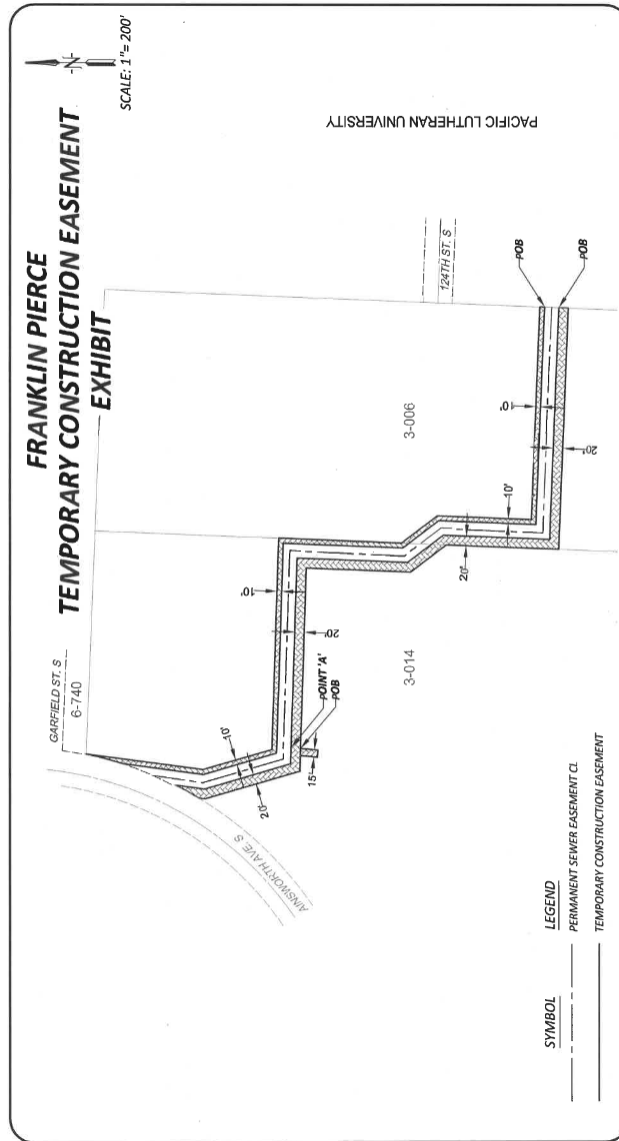 FRANKLIN PIERCE
TEMPORARY CONSTRUCTION EASEMENT
EXHIBIT
N
SCALE: 1"= 200'
GARFIELD ST. S
6-740
AINSWORTH AVE. S
10'
20'
10'
20'
POINT 'A'
POB
15'
3-014
3-006
20'
10'
10'
20'
124TH ST. S
POB
POB
PACIFIC LUTHERAN UNIVERSITY
SYMBOL
LEGEND
PERMANENT SEWER EASEMENT CL
TEMPORARY CONSTRUCTION EASEMENT